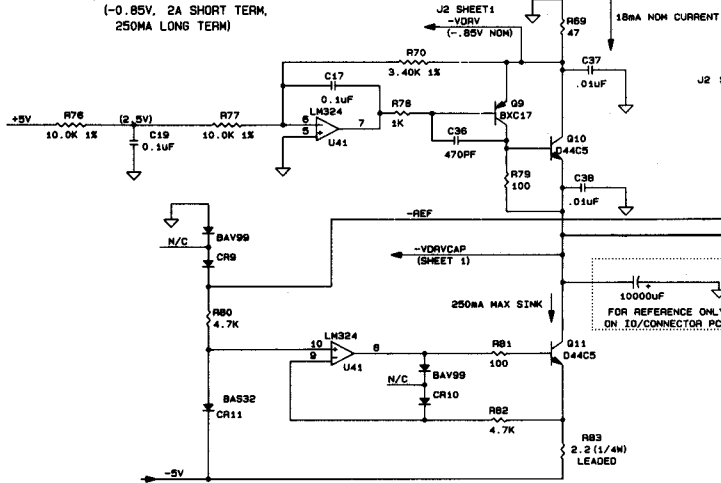 (-0.85V, 2A SHORT TERM,
250MA LONG TERM)
J2 SHEET1
-VDRV
(-.85V NOM)
R69
47
18mA NOM CURRENT
R70
3.40K 1%
C37
.01uF
J2
C17
0.1uF
+5V
R76
10.0K 1%
(2.5V)
C19
0.1uF
R77
10.0K 1%
LM324
6
5
7
U41
R78
1K
Q9
BXC17
C36
470PF
Q10
D44C5
R79
100
C38
.01uF
-REF
N/C
BAV99
CR9
-VDRVCAP
(SHEET 1)
R80
4.7K
250mA MAX SINK
10000uF
+
FOR REFERENCE ONLY
ON IO/CONNECTOR PC
LM324
10
9
8
U41
R81
100
Q11
D44C5
N/C
BAV99
CR10
BAS32
CR11
R82
4.7K
R83
2.2 (1/4W)
LEADED
-5V